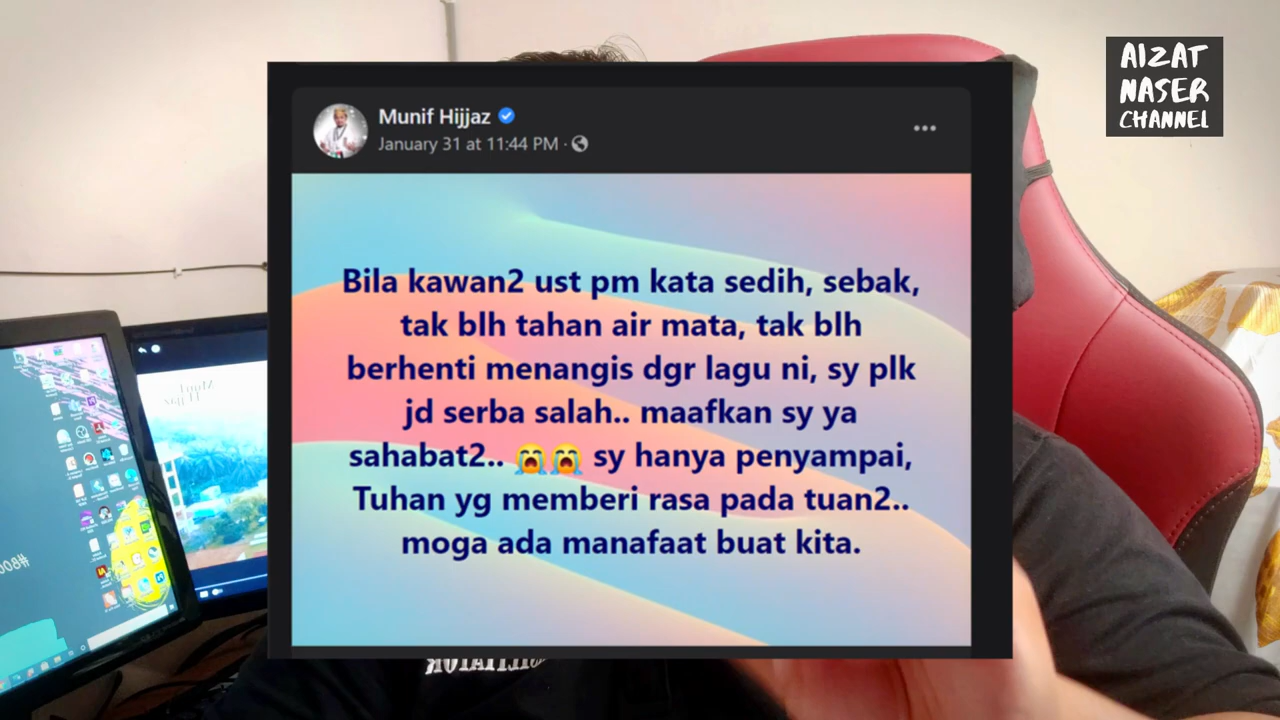 AIZAT
NASER
CHANNEL
Munif Hijjaz
January 31 at 11:44 PM ·
Bila kawan2 ust pm kata sedih, sebak,
tak blh tahan air mata, tak blh
berhenti menangis dgr lagu ni, sy plk
jd serba salah.. maafkan sy ya
sahabat2.. 😭😭 sy hanya penyampai,
Tuhan yg memberi rasa pada tuan2..
moga ada manafaat buat kita.